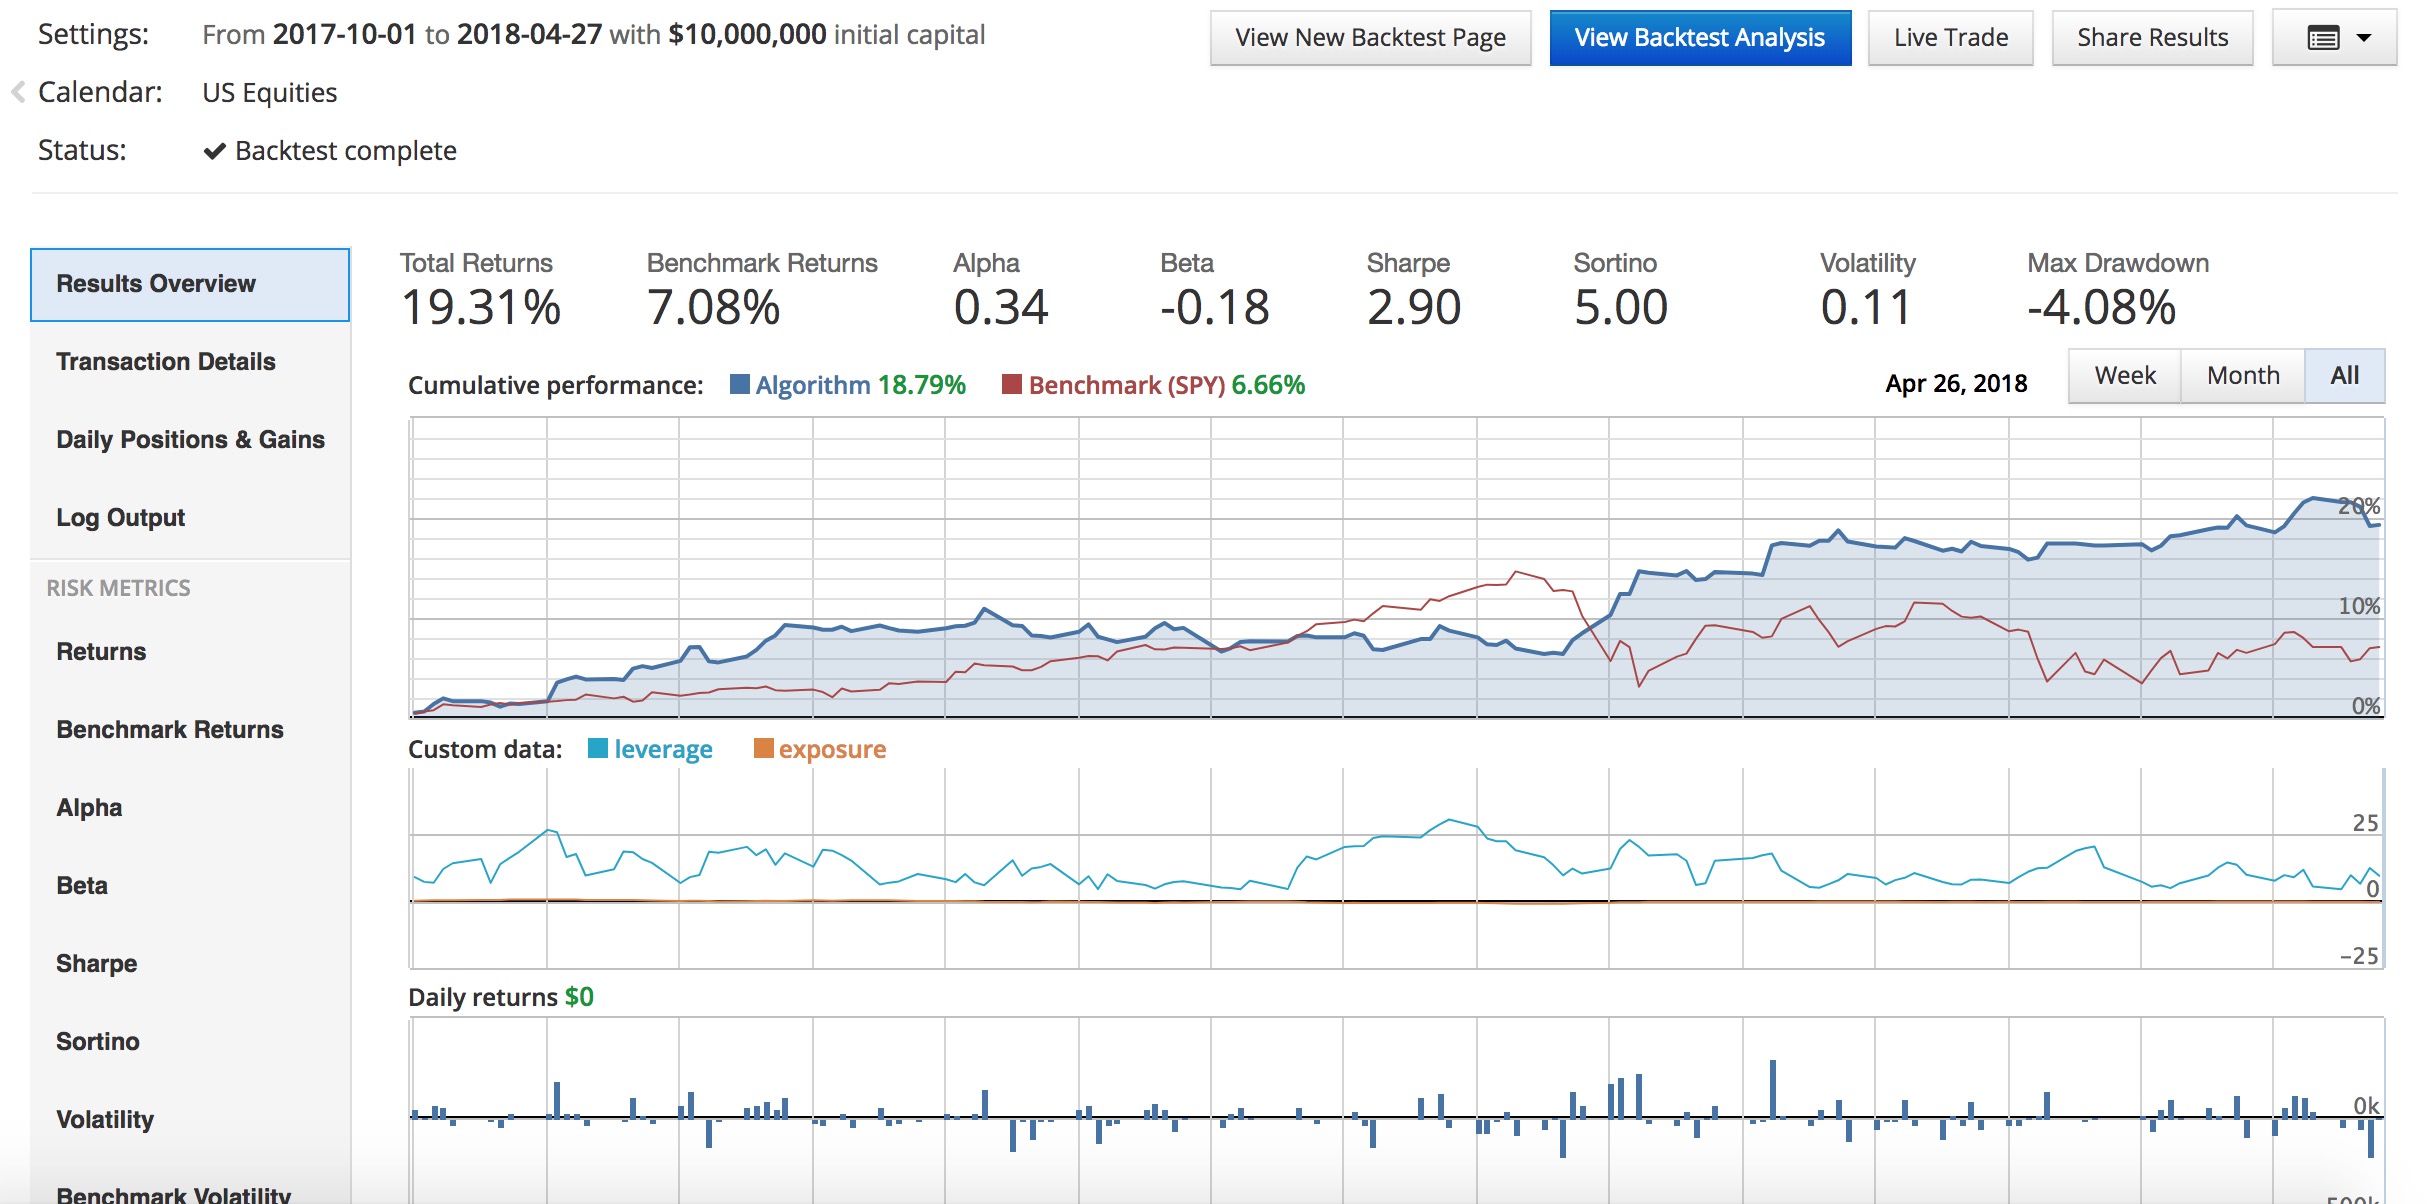 Settings: From 2017-10-01 to 2018-04-27 with $10,000,000 initial capital
View New Backtest Page View Backtest Analysis Live Trade Share Results
Calendar: US Equities
Status: ✔ Backtest complete
Results Overview
Transaction Details
Daily Positions & Gains
Log Output
RISK METRICS
Returns
Benchmark Returns
Alpha
Beta
Sharpe
Sortino
Volatility
Benchmark Volatility
Total Returns Benchmark Returns Alpha Beta Sharpe Sortino Volatility Max Drawdown
19.31% 7.08% 0.34 -0.18 2.90 5.00 0.11 -4.08%
Cumulative performance: Algorithm 18.79% Benchmark (SPY) 6.66% Apr 26, 2018 Week Month All
20%
10%
0%
Custom data: leverage exposure
25
0
−25
Daily returns $0
0k
500k